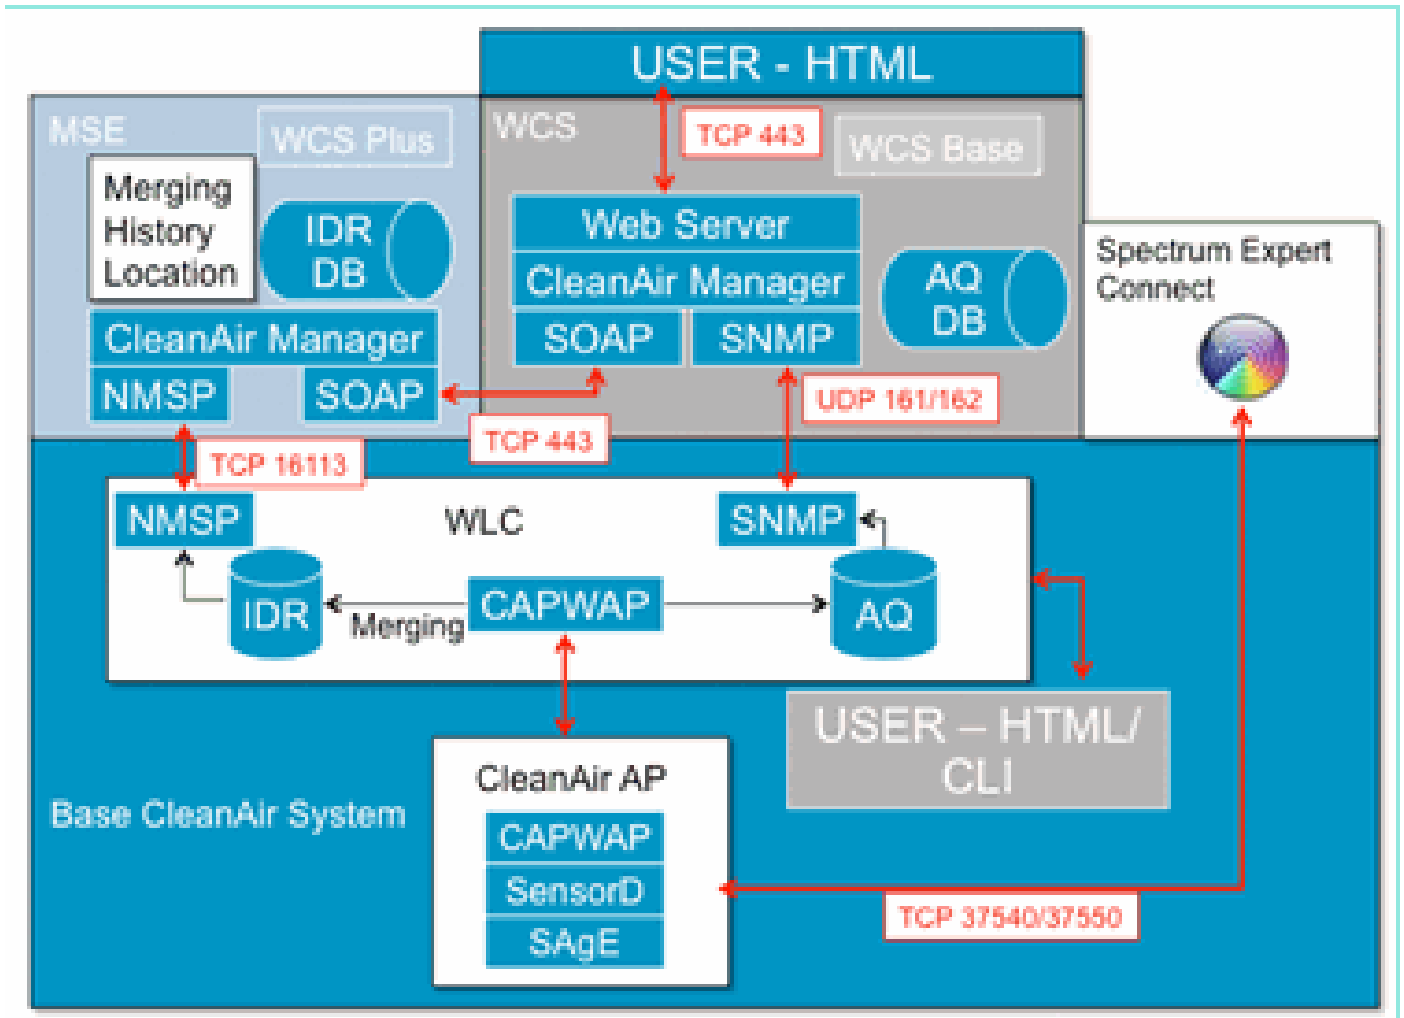 USER - HTML
MSE
WCS Plus
WCS
TCP 443
WCS Base
Merging
History
Location
IDR
DB
Web Server
CleanAir Manager
SOAP
SNMP
AQ
DB
Spectrum Expert
Connect
CleanAir Manager
NMSP
SOAP
UDP 161/162
TCP 443
TCP 16113
NMSP
WLC
SNMP
IDR
Merging
CAPWAP
AQ
USER – HTML/
CLI
CleanAir AP
CAPWAP
SensorD
SAgE
Base CleanAir System
TCP 37540/37550